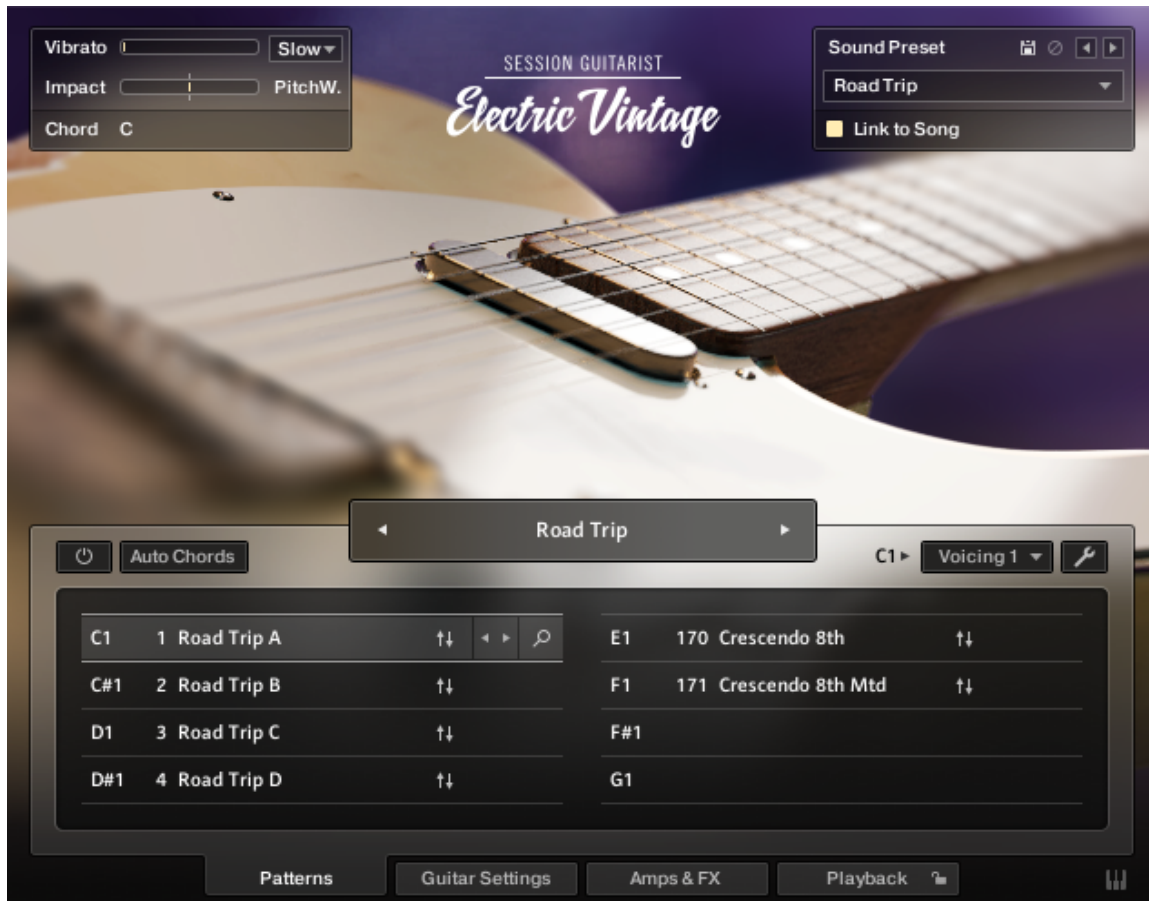 Vibrato Slow
Impact PitchW.
Chord C
SESSION GUITARIST
Electric Vintage
Sound Preset
Road Trip
Link to Song
Road Trip
Auto Chords
C1 Voicing 1
C1 1 Road Trip A
C#1 2 Road Trip B
D1 3 Road Trip C
D#1 4 Road Trip D
E1 170 Crescendo 8th
F1 171 Crescendo 8th Mtd
F#1
G1
Patterns Guitar Settings Amps & FX Playback